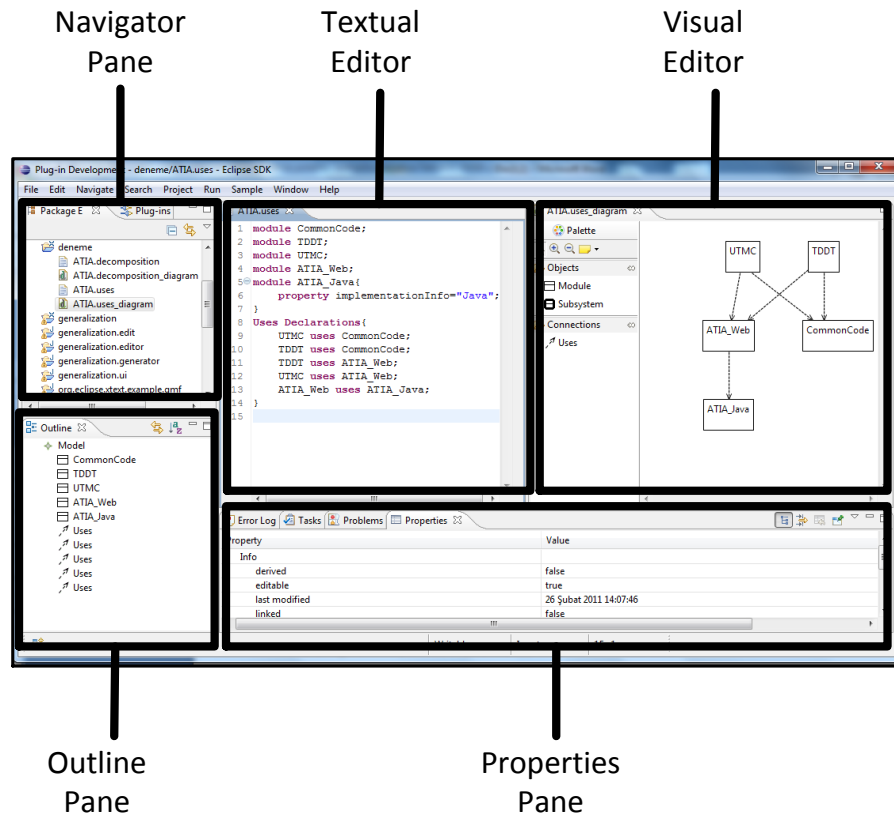 Navigator
Pane
Textual
Editor
Visual
Editor
Plug-in Development - deneme/ATIA.uses - Eclipse SDK
File Edit Navigate Search Project Run Sample Window Help
Package E Plug-ins
deneme
ATIA.decomposition
ATIA.decomposition_diagram
ATIA.uses
ATIA.uses_diagram
generalization
generalization.edit
generalization.editor
generalization.generator
generalization.ui
org.eclipse.xtext.example.gmf
ATIA.uses
1 module CommonCode;
2 module TDDT;
3 module UTMC;
4 module ATIA_Web;
5 module ATIA_Java{
6 property implementationInfo="Java";
7 }
8 Uses Declarations{
9 UTMC uses CommonCode;
10 TDDT uses CommonCode;
11 TDDT uses ATIA_Web;
12 UTMC uses ATIA_Web;
13 ATIA_Web uses ATIA_Java;
14 }
15
ATIA.uses_diagram
Palette
Objects
Module
Subsystem
Connections
Uses
UTMC TDDT
ATIA_Web CommonCode
ATIA_Java
Outline
Model
CommonCode
TDDT
UTMC
ATIA_Web
ATIA_Java
Uses
Uses
Uses
Uses
Uses
Error Log Tasks Problems Properties
Property Value
Info
derived false
editable true
last modified 26 Şubat 2011 14:07:46
linked false
Outline
Pane
Properties
Pane